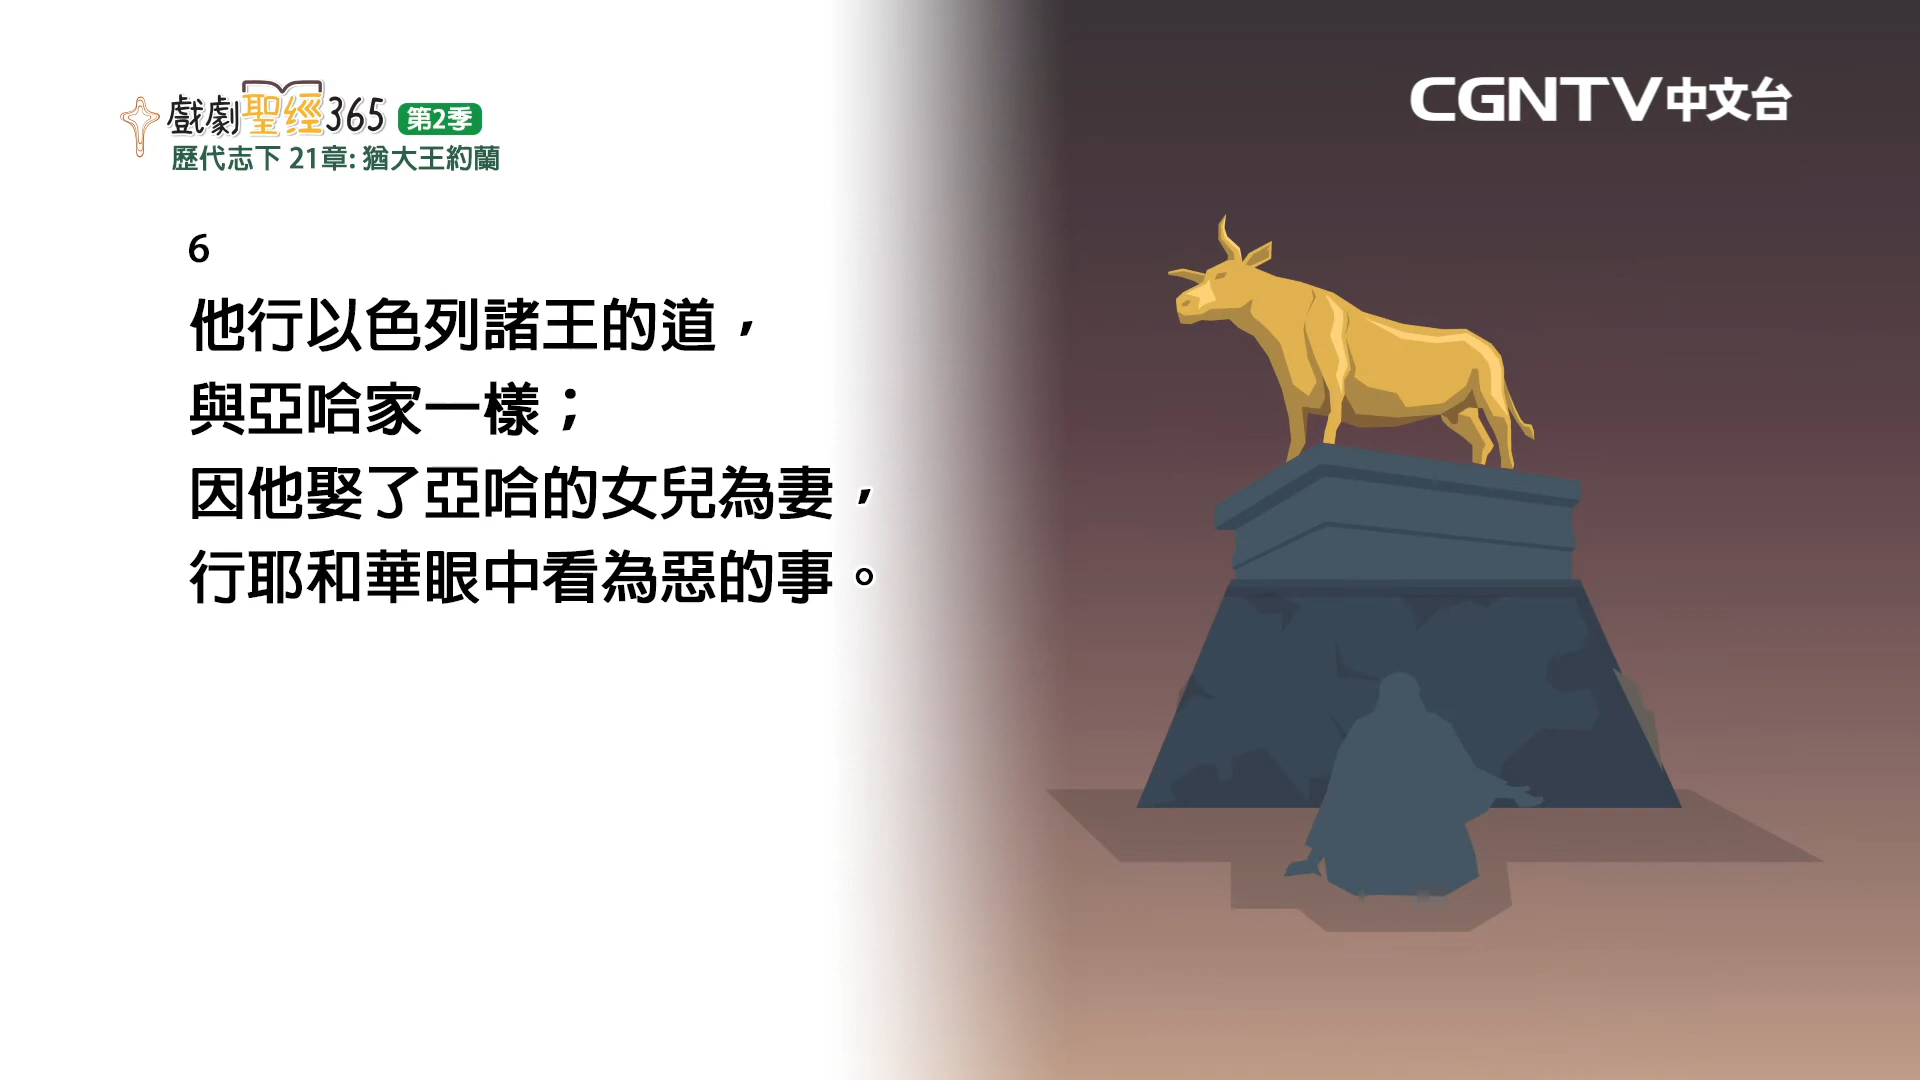 戲劇聖經365 第2季
歷代志下 21章: 猶大王約蘭
CGNTV中文台
6
他行以色列諸王的道，
與亞哈家一樣；
因他娶了亞哈的女兒為妻，
行耶和華眼中看為惡的事。